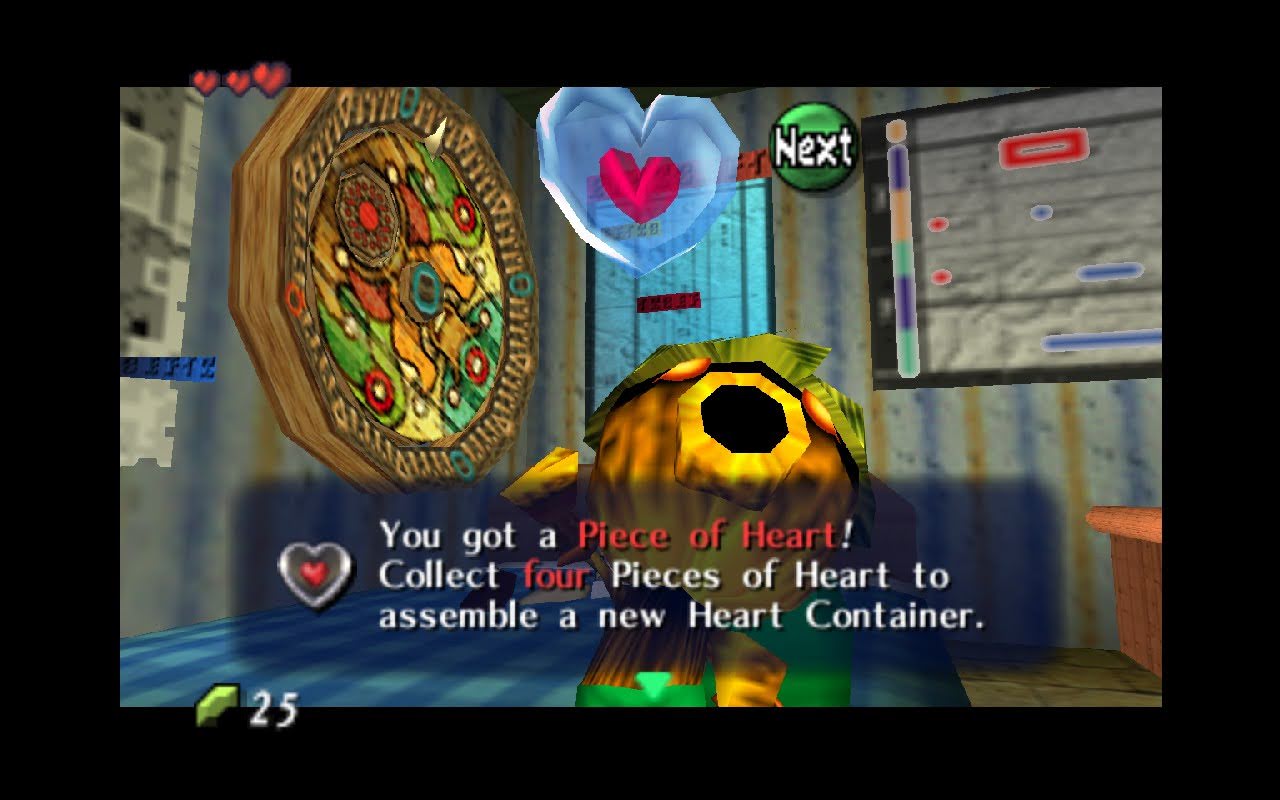 Next
You got a Piece of Heart!
Collect four Pieces of Heart to
assemble a new Heart Container.
25